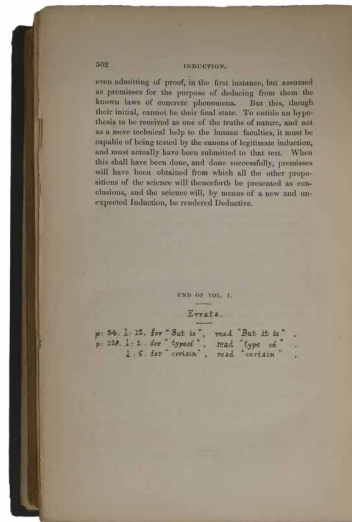 502 INDUCTION.
even admitting of proof, in the first instance, but assumed
as premisses for the purpose of deducing from them the
known laws of concrete phenomena. But this, though
their initial, cannot be their final state. To entitle an hypo-
thesis to be received as one of the truths of nature, and not
as a mere technical help to the human faculties, it must be
capable of being tested by the canons of legitimate induction,
and must actually have been submitted to that test. When
this shall have been done, and done successfully, premisses
will have been obtained from which all the other propo-
sitions of the science will thenceforth be presented as con-
clusions, and the science will, by means of a new and un-
expected Induction, be rendered Deductive.
END OF VOL. I.
Errata.
p: 34. l: 12. for "But is", read "But it is" .
p: 128. l: 2. for "typeof", read "type of" .
l: 5. for "cretain", read "certain" .